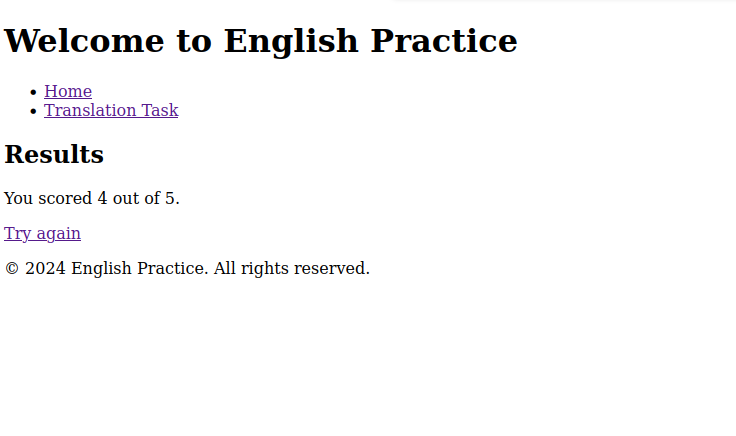 Welcome to English Practice
Home
Translation Task
Results
You scored 4 out of 5.
Try again
© 2024 English Practice. All rights reserved.